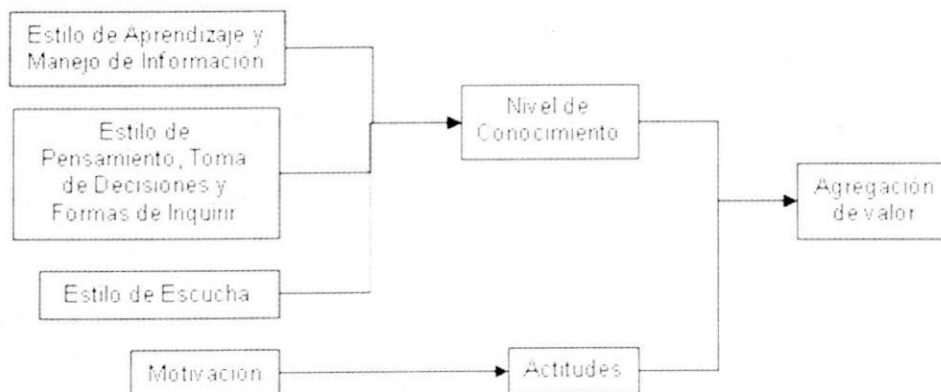 Estilo de Aprendizaje y
Manejo de Información
Estilo de
Pensamiento, Toma
de Decisiones y
Formas de Inquirir
Estilo de Escucha
Motivación
Nivel de
Conocimiento
Actitudes
Agregación
de valor